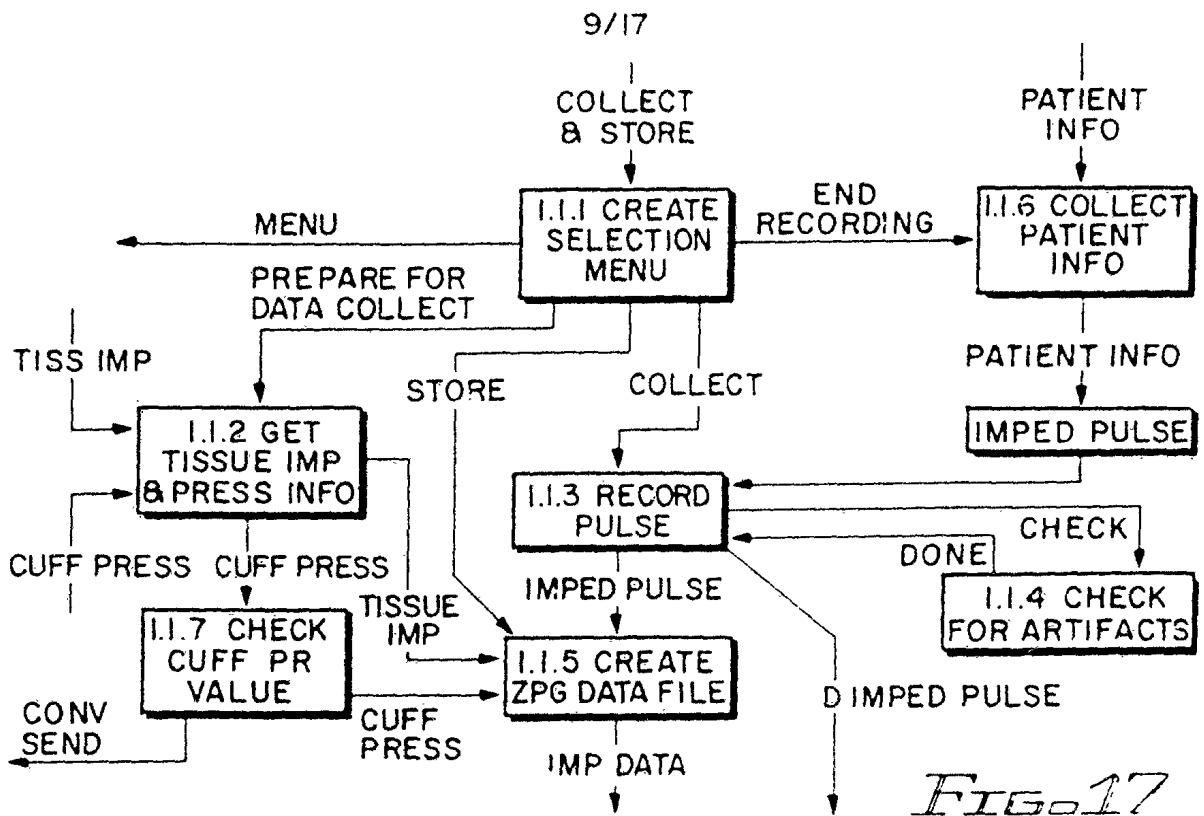 9/17
COLLECT
& STORE
PATIENT
INFO
1.1.1 CREATE
SELECTION
MENU
END
RECORDING
1.1.6 COLLECT
PATIENT
INFO
MENU
PREPARE FOR
DATA COLLECT
TISS IMP
STORE
COLLECT
PATIENT INFO
1.1.2 GET
TISSUE IMP
& PRESS INFO
IMPED PULSE
1.1.3 RECORD
PULSE
CHECK
DONE
CUFF PRESS
CUFF PRESS
IMPED PULSE
TISSUE
IMP
1.1.4 CHECK
FOR ARTIFACTS
1.1.7 CHECK
CUFF PR
VALUE
1.1.5 CREATE
ZPG DATA FILE
D IMPED PULSE
CONV
SEND
CUFF
PRESS
IMP DATA
FIG. 17